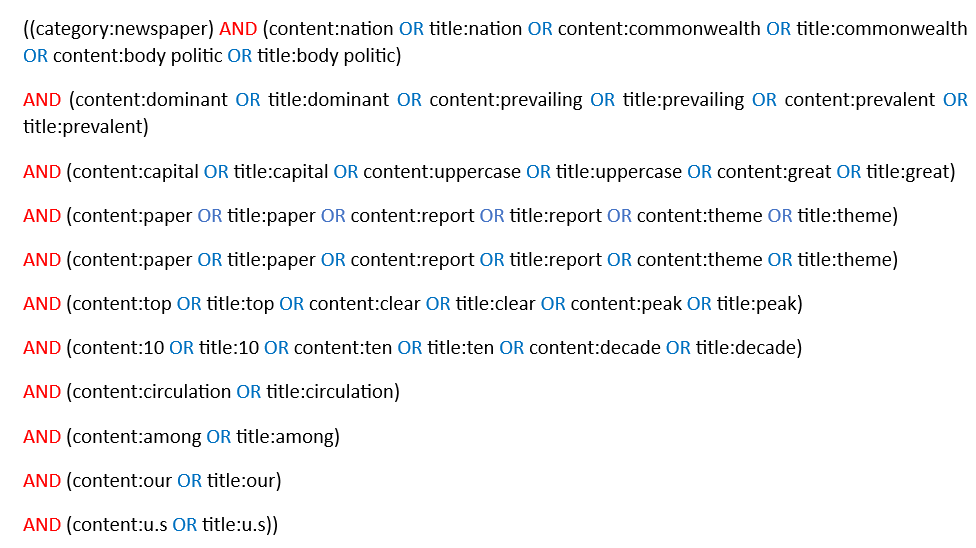 ((category:newspaper) AND (content:nation OR title:nation OR content:commonwealth OR title:commonwealth
OR content:body politic OR title:body politic)
AND (content:dominant OR title:dominant OR content:prevailing OR title:prevailing OR content:prevalent OR
title:prevalent)
AND (content:capital OR title:capital OR content:uppercase OR title:uppercase OR content:great OR title:great)
AND (content:paper OR title:paper OR content:report OR title:report OR content:theme OR title:theme)
AND (content:paper OR title:paper OR content:report OR title:report OR content:theme OR title:theme)
AND (content:top OR title:top OR content:clear OR title:clear OR content:peak OR title:peak)
AND (content:10 OR title:10 OR content:ten OR title:ten OR content:decade OR title:decade)
AND (content:circulation OR title:circulation)
AND (content:among OR title:among)
AND (content:our OR title:our)
AND (content:u.s OR title:u.s))